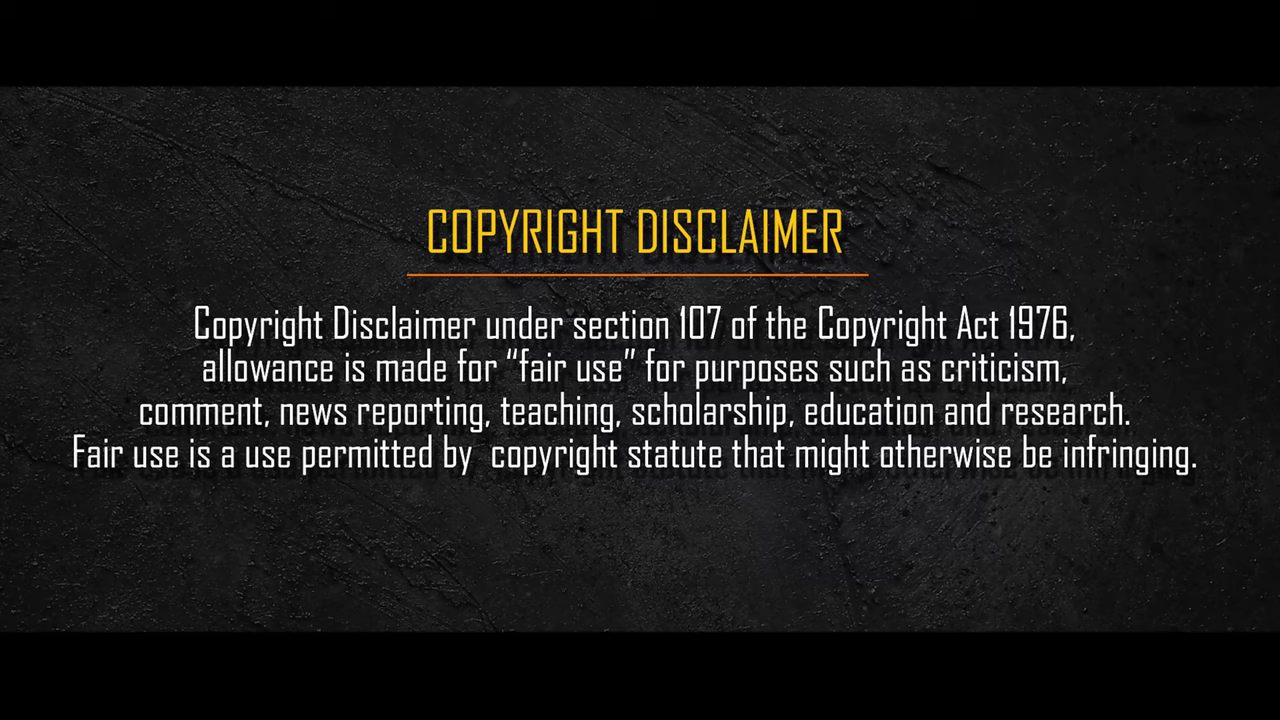 COPYRIGHT DISCLAIMER
Copyright Disclaimer under section 107 of the Copyright Act 1976,
allowance is made for “fair use” for purposes such as criticism,
comment, news reporting, teaching, scholarship, education and research.
Fair use is a use permitted by  copyright statute that might otherwise be infringing.